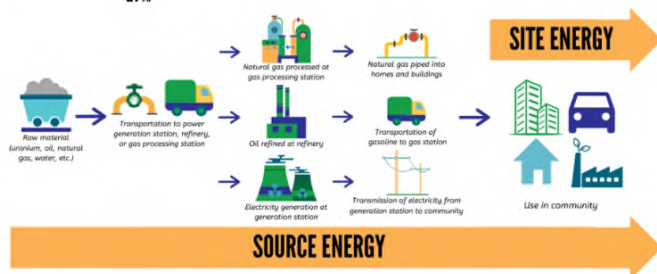 SITE ENERGY
Natural gas processed at
gas processing station
Natural gas piped into
homes and buildings
Raw material
(uranium, oil, natural
gas, water, etc.)
Transportation to power
generation station, refinery,
or gas processing station
Oil refined at refinery
Transportation of
gasoline to gas station
Electricity generation at
generation station
Transmission of electricity from
generation station to community
Use in community
SOURCE ENERGY